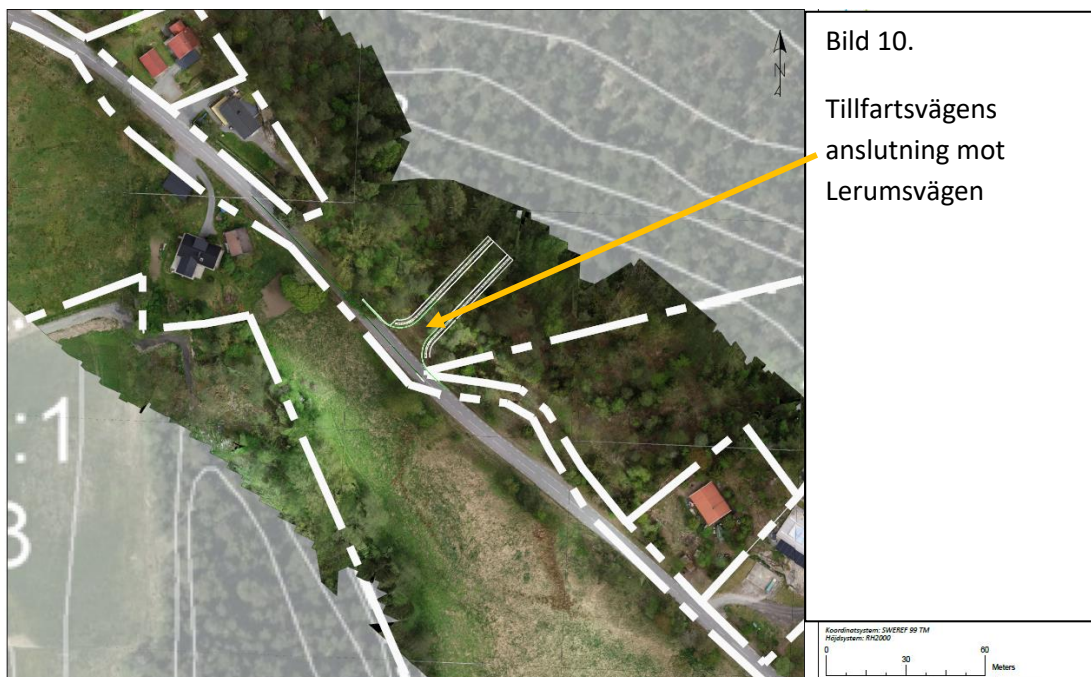 Bild 10.
Tillfartsvägens
anslutning mot
Lerumsvägen
N
:1
3
Koordinatsystem: SWEREF 99 TM
Höjdsystem: RH2000
0 30 60
Meters